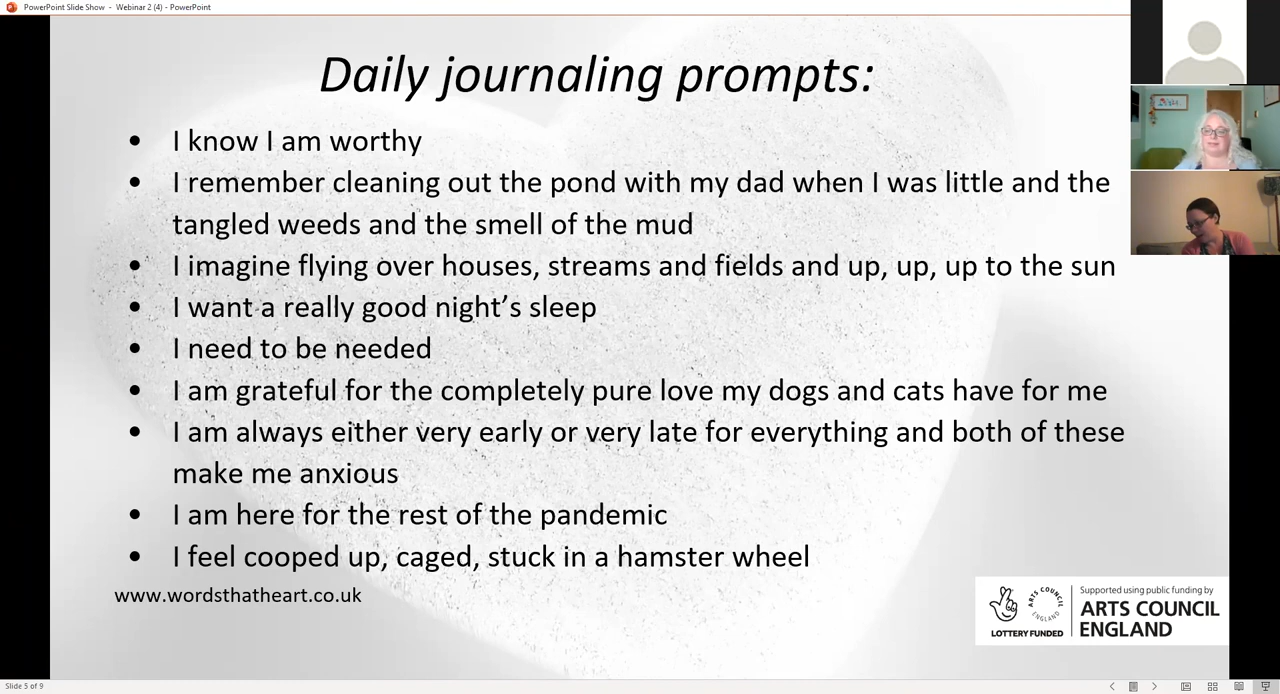 PowerPoint Slide Show - Webinar 2 (4) - PowerPoint
Daily journaling prompts:
• I know I am worthy
• I remember cleaning out the pond with my dad when I was little and the
tangled weeds and the smell of the mud
• I imagine flying over houses, streams and fields and up, up, up to the sun
• I want a really good night’s sleep
• I need to be needed
• I am grateful for the completely pure love my dogs and cats have for me
• I am always either very early or very late for everything and both of these
make me anxious
• I am here for the rest of the pandemic
• I feel cooped up, caged, stuck in a hamster wheel
www.wordsthatheart.co.uk
LOTTERY FUNDED
ARTS COUNCIL
ENGLAND
Supported using public funding by
ARTS COUNCIL
ENGLAND
Slide 5 of 9